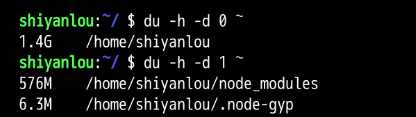 shiyanlou:~/ $ du -h -d 0 ~
1.4G    /home/shiyanlou
shiyanlou:~/ $ du -h -d 1 ~
576M    /home/shiyanlou/node_modules
6.3M    /home/shiyanlou/.node-gyp